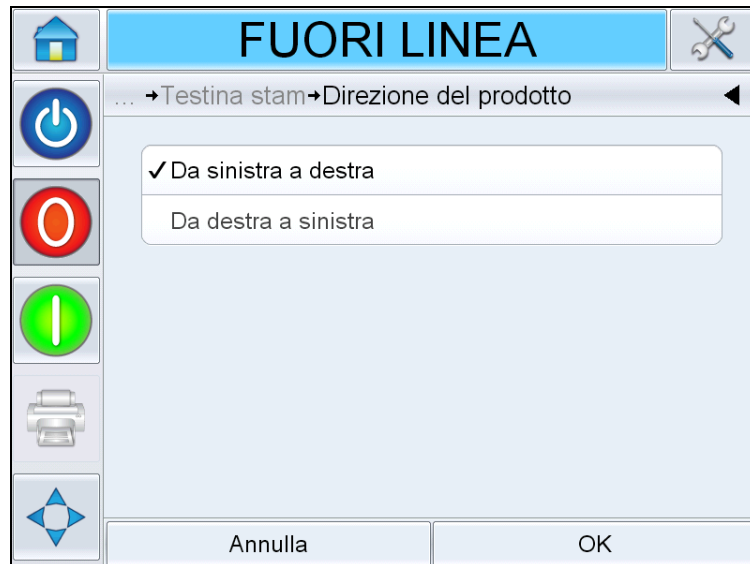 FUORI LINEA
... →Testina stam→Direzione del prodotto
✓Da sinistra a destra
Da destra a sinistra
Annulla
OK